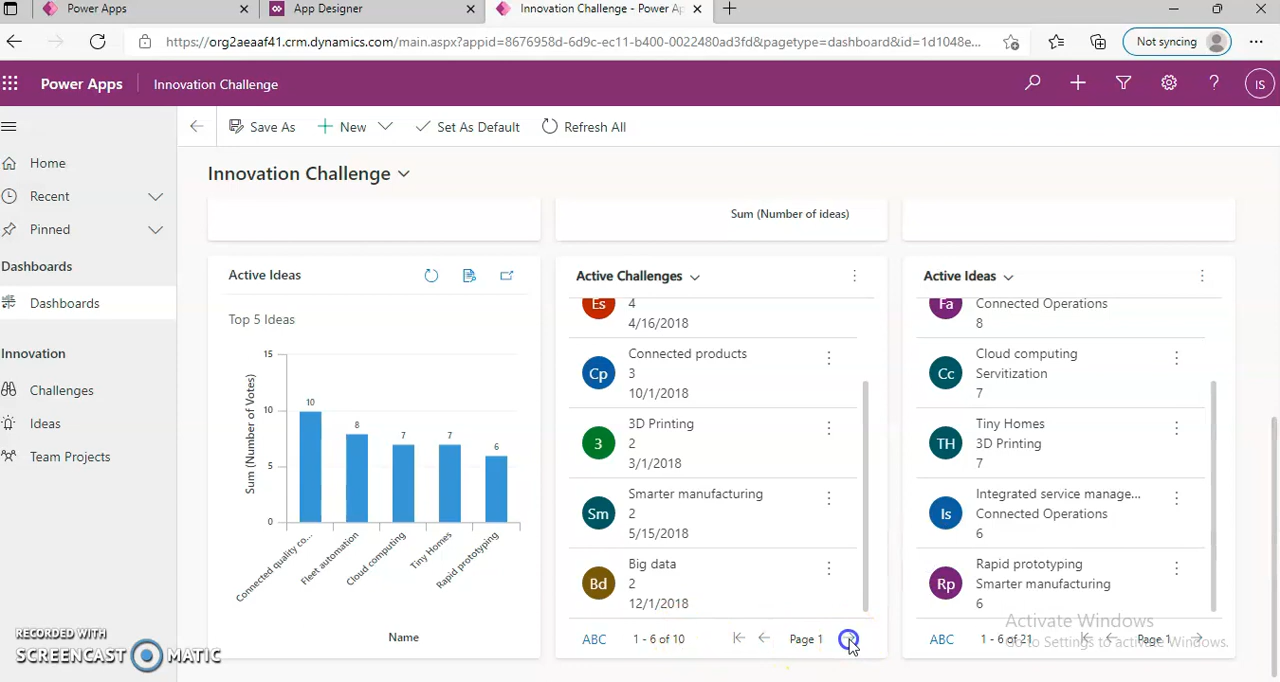 Power Apps
App Designer
Innovation Challenge - Power Ap
https://org2aeaaf41.crm.dynamics.com/main.aspx?appid=8f6958d-6d9c-ec11-b400-0022480ad3fd&pagetype=dashboard&id=1d1048e...
Not syncing
Power Apps
Innovation Challenge
IS
Save As
New
Set As Default
Refresh All
Home
Recent
Pinned
Dashboards
Dashboards
Innovation
Challenges
Ideas
Team Projects
Innovation Challenge
Sum (Number of ideas)
Active Ideas
Top 5 Ideas
Sum (Number of Votes)
15
10
5
0
10
8
7
7
6
Connected quality co...
Fleet automation
Cloud computing
Tiny Homes
Rapid prototyping
Name
Active Challenges
Es
4
4/16/2018
Cp
Connected products
3
10/1/2018
3
3D Printing
2
3/1/2018
Sm
Smarter manufacturing
2
5/15/2018
Bd
Big data
2
12/1/2018
ABC
1 - 6 of 10
Page 1
Active Ideas
Fa
Connected Operations
8
Cc
Cloud computing
Servitization
7
TH
Tiny Homes
3D Printing
7
Is
Integrated service manage...
Connected Operations
6
Rp
Rapid prototyping
Smarter manufacturing
6
ABC
1 - 6 of 21
Page 1
Activate Windows
Go to Settings to activate Windows.
RECORDED WITH
SCREENCAST MATIC